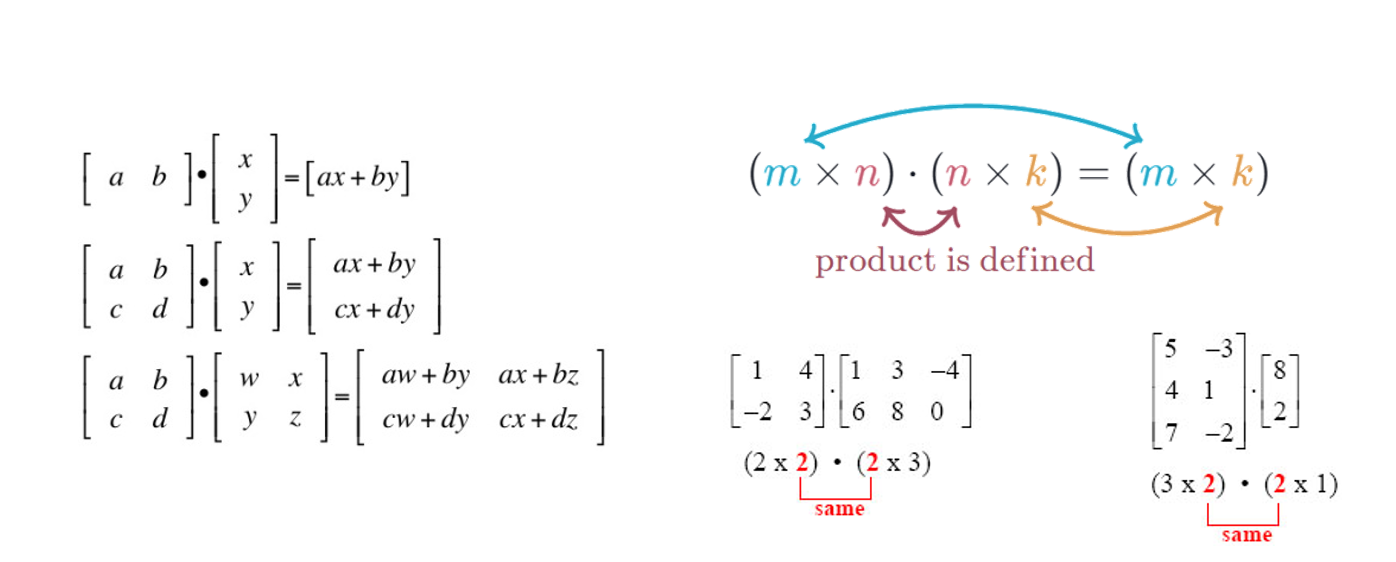 [ a b ] • [ x
y ] = [ax + by]
[ a b
c d ] • [ x
y ] = [ ax + by
cx + dy ]
[ a b
c d ] • [ w x
y z ] = [ aw + by ax + bz
cw + dy cx + dz ]
(m × n) · (n × k) = (m × k)
product is defined
[ 1 4
–2 3 ] · [ 1 3 –4
6 8 0 ]
(2 x 2) • (2 x 3)
same
[ 5 –3
4 1
7 –2 ] · [ 8
2 ]
(3 x 2) • (2 x 1)
same